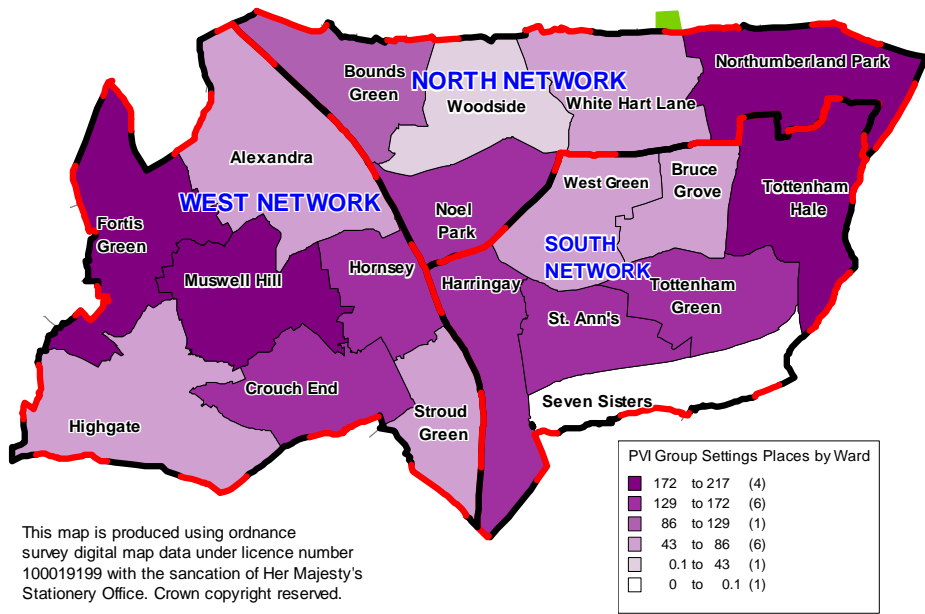 Northumberland Park
Bounds
Green
NORTH NETWORK
Woodside
White Hart Lane
Alexandra
West Green
Bruce
Grove
Tottenham
Hale
WEST NETWORK
Noel
Park
Fortis
Green
SOUTH
NETWORK
Muswell Hill
Hornsey
Harringay
Tottenham
Green
St. Ann's
Crouch End
Seven Sisters
Stroud
Green
Highgate
PVI Group Settings Places by Ward
172 to 217 (4)
129 to 172 (6)
86 to 129 (1)
43 to 86 (6)
0.1 to 43 (1)
0 to 0.1 (1)
This map is produced using ordnance
survey digital map data under licence number
100019199 with the sancation of Her Majesty's
Stationery Office. Crown copyright reserved.